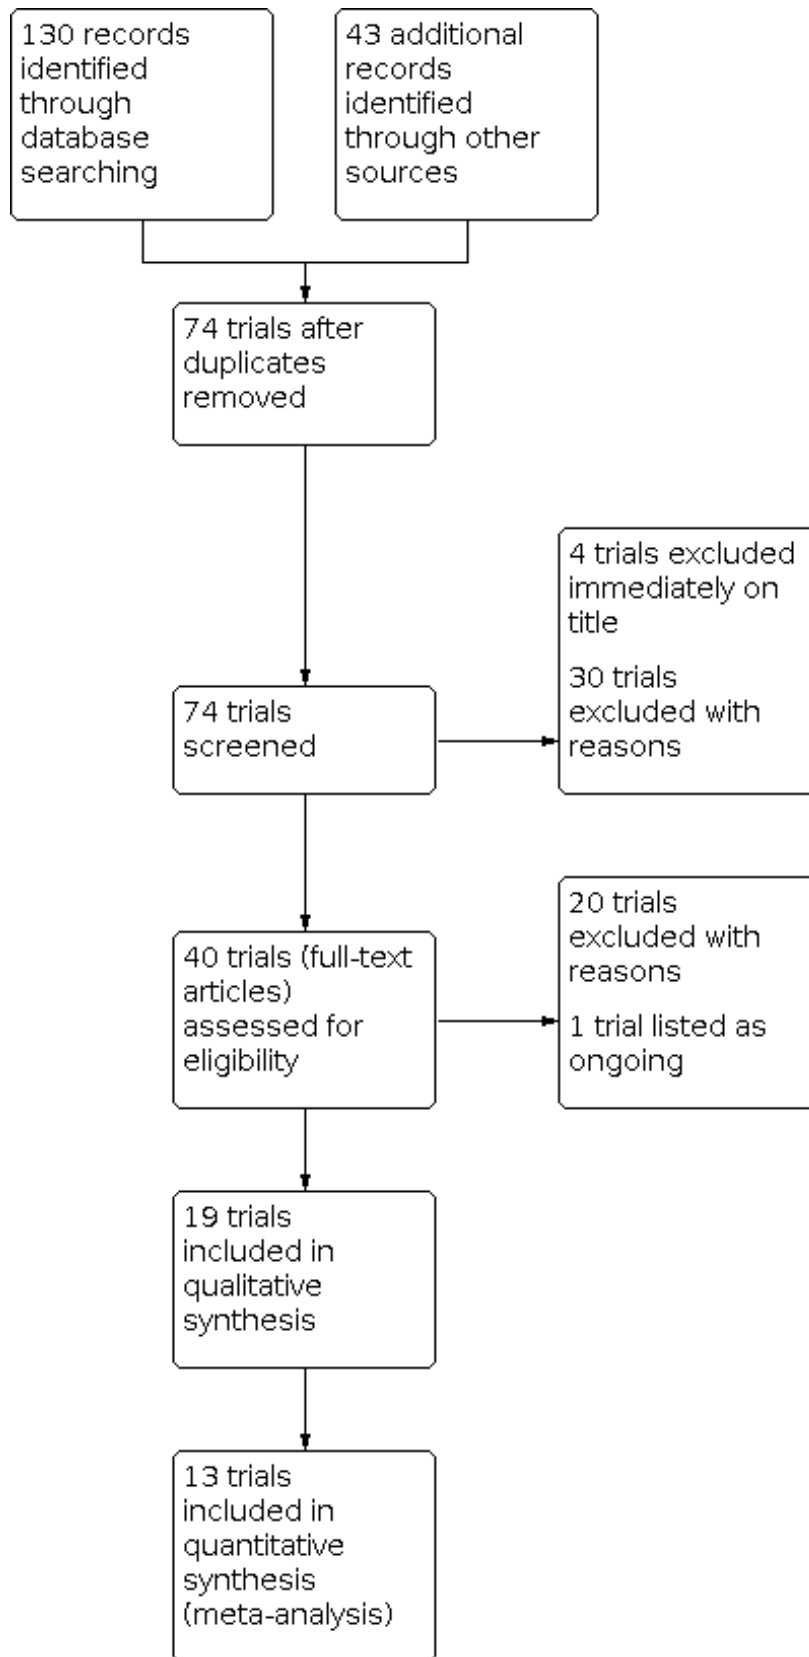 130 records
identified
through
database
searching
43 additional
records
identified
through other
sources
74 trials after
duplicates
removed
4 trials excluded
immediately on
title
30 trials
excluded with
reasons
74 trials
screened
20 trials
excluded with
reasons
1 trial listed as
ongoing
40 trials (full-text
articles)
assessed for
eligibility
19 trials
included in
qualitative
synthesis
13 trials
included in
quantitative
synthesis
(meta-analysis)